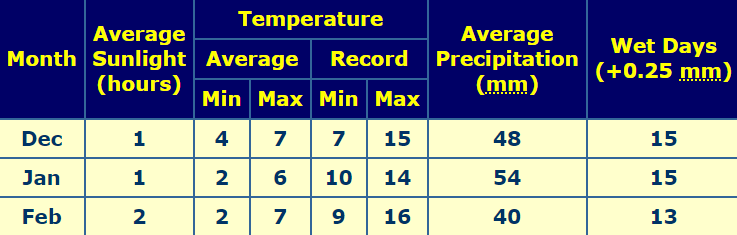 Month Average Sunlight (hours) Temperature Average Precipitation (mm) Wet Days (+0.25 mm)
Average Record
Min Max Min Max
Dec 1 4 7 7 15 48 15
Jan 1 2 6 10 14 54 15
Feb 2 2 7 9 16 40 13